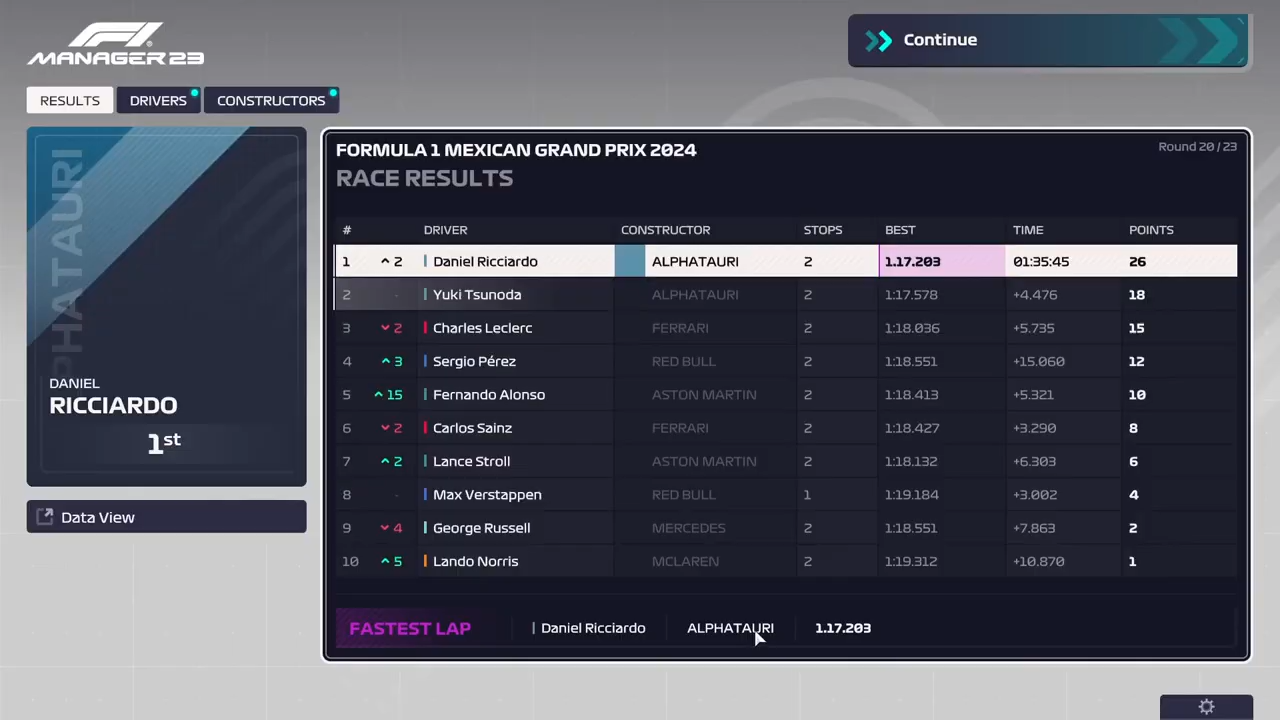 F1
MANAGER 23
Continue
RESULTS DRIVERS CONSTRUCTORS
PHATAURI
DANIEL
RICCIARDO
1st
Data View
FORMULA 1 MEXICAN GRAND PRIX 2024 Round 20 / 23
RACE RESULTS
# DRIVER CONSTRUCTOR STOPS BEST TIME POINTS
1 2 Daniel Ricciardo ALPHATAURI 2 1.17.203 01:35:45 26
2 - Yuki Tsunoda ALPHATAURI 2 1:17.578 +4.476 18
3 2 Charles Leclerc FERRARI 2 1:18.036 +5.735 15
4 3 Sergio Pérez RED BULL 2 1:18.551 +15.060 12
5 15 Fernando Alonso ASTON MARTIN 2 1:18.413 +5.321 10
6 2 Carlos Sainz FERRARI 2 1:18.427 +3.290 8
7 2 Lance Stroll ASTON MARTIN 2 1:18.132 +6.303 6
8 - Max Verstappen RED BULL 1 1:19.184 +3.002 4
9 4 George Russell MERCEDES 2 1:18.551 +7.863 2
10 5 Lando Norris MCLAREN 2 1:19.312 +10.870 1
FASTEST LAP Daniel Ricciardo ALPHATAURI 1.17.203